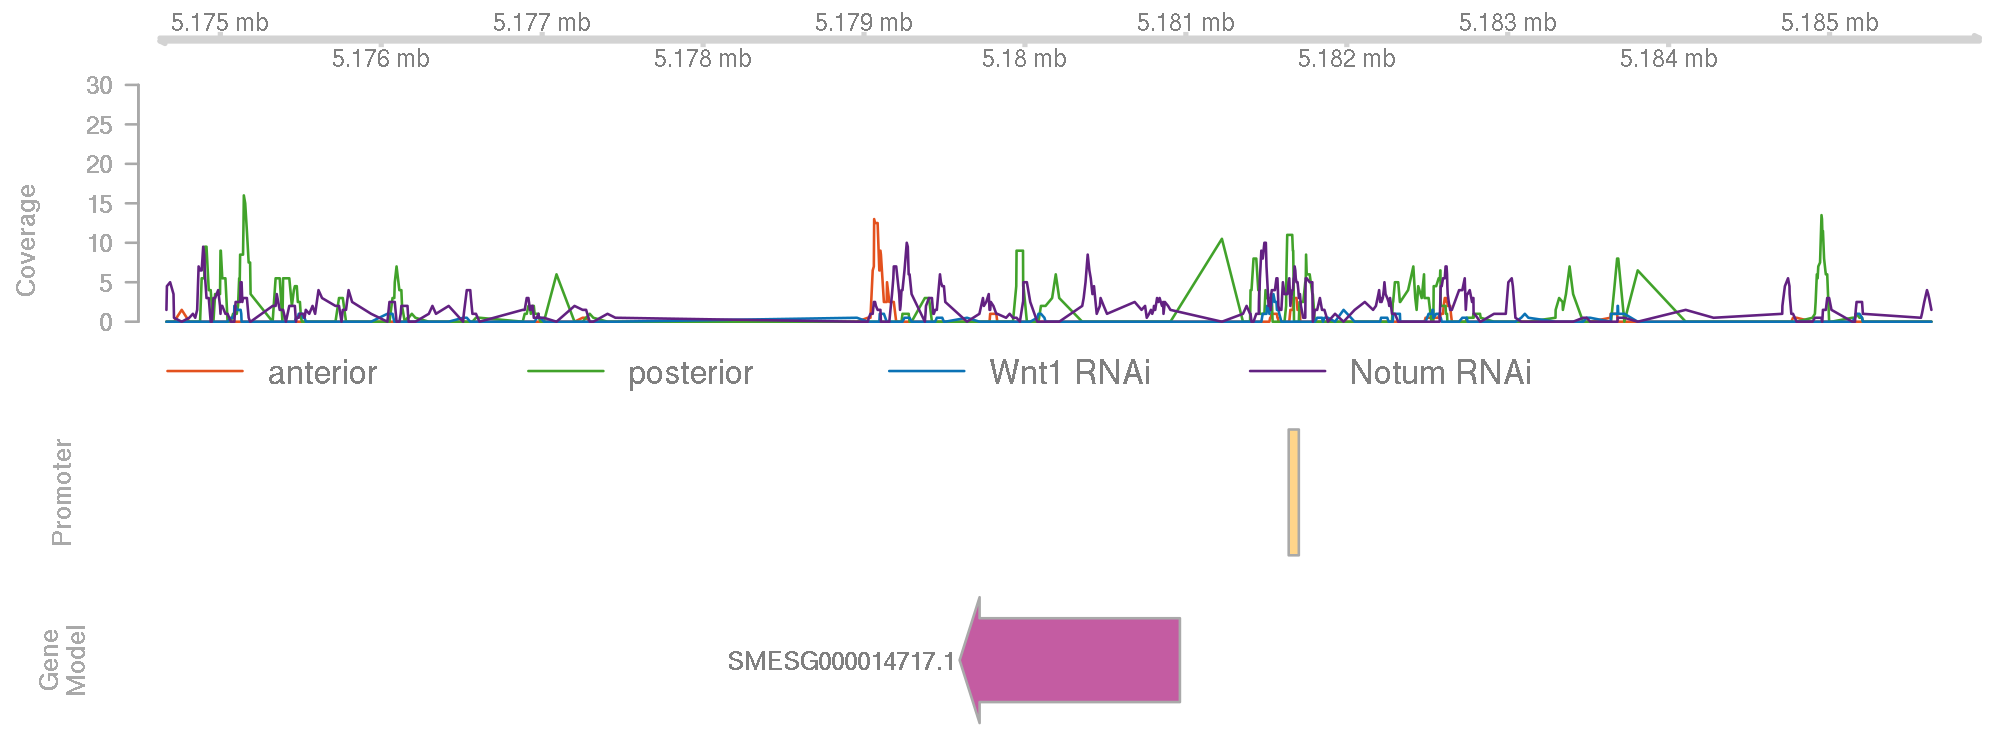 5.175 mb 5.177 mb 5.179 mb 5.181 mb 5.183 mb 5.185 mb
5.176 mb 5.178 mb 5.18 mb 5.182 mb 5.184 mb
30
25
20
15
10
5
0
Coverage
anterior posterior Wnt1 RNAi Notum RNAi
Promoter
Gene
Model
SMESG000014717.1